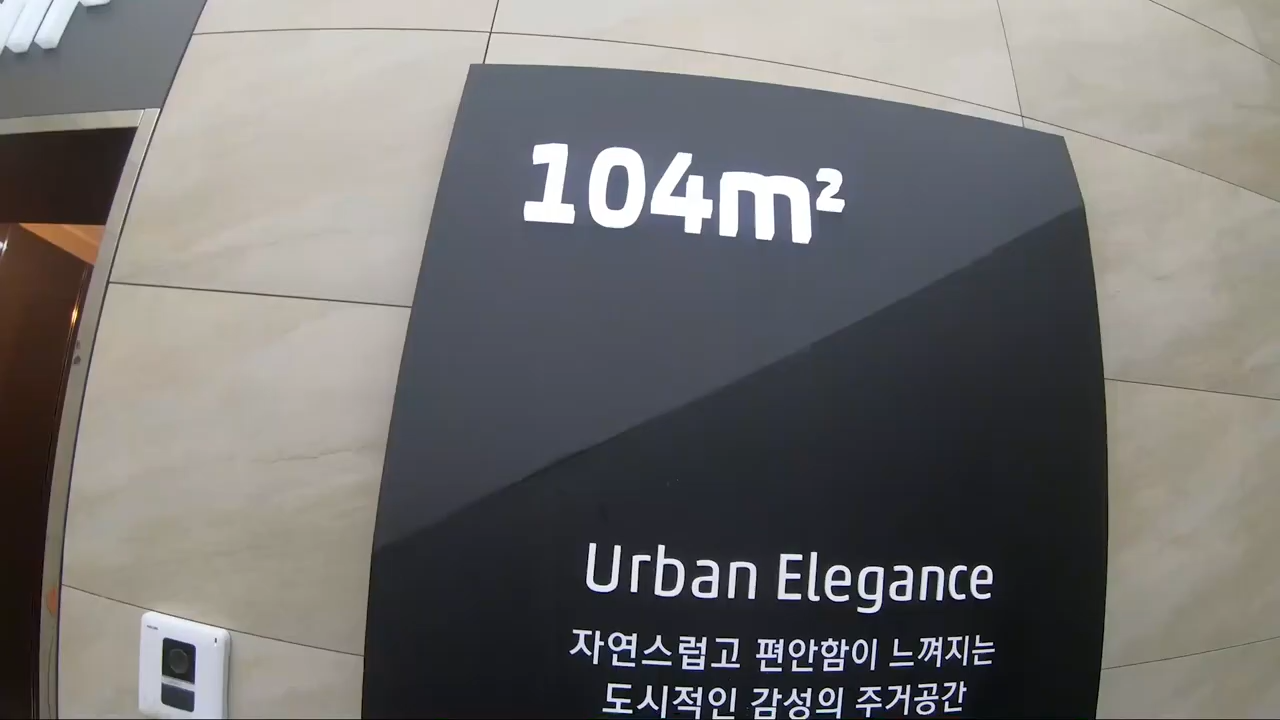 104m²
Urban Elegance
자연스럽고 편안함이 느껴지는
도시적인 감성의 주거공간